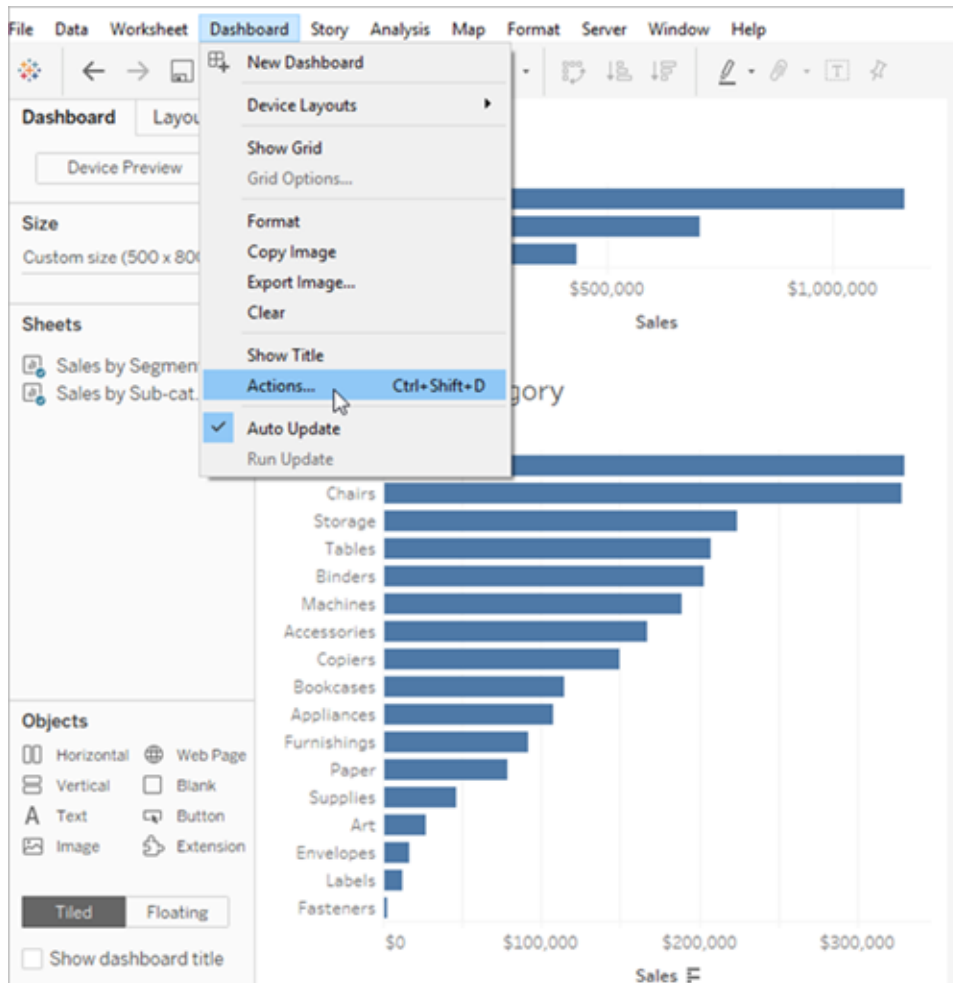 File Data Worksheet Dashboard Story Analysis Map Format Server Window Help
New Dashboard
Dashboard Layou
Device Layouts
Device Preview
Show Grid
Grid Options...
Size
Format
Custom size (500 x 800
Copy Image
Export Image...
Clear
$500,000 $1,000,000
Sales
Sheets
Show Title
Sales by Segmen
Actions... Ctrl+Shift+D
Sales by Sub-cat.
gory
Auto Update
Run Update
Chairs
Storage
Tables
Binders
Machines
Accessories
Copiers
Bookcases
Appliances
Furnishings
Paper
Supplies
Art
Envelopes
Labels
Fasteners
$0 $100,000 $200,000 $300,000
Sales
Objects
Horizontal Web Page
Vertical Blank
A Text Button
Image Extension
Tiled Floating
Show dashboard title